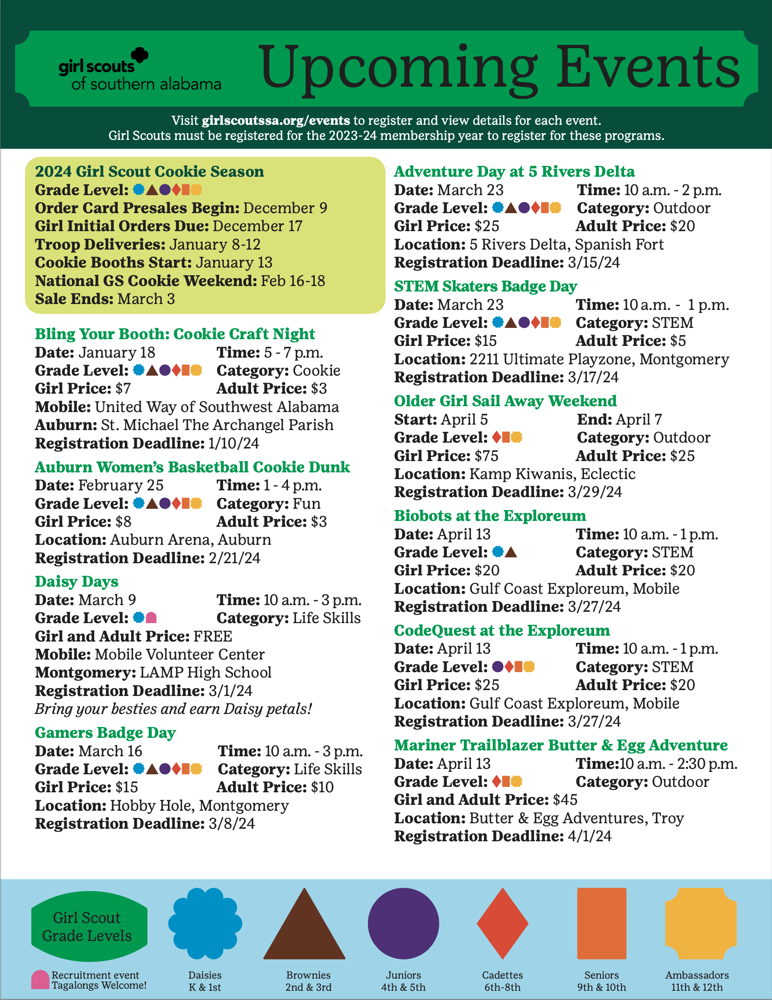 girl scouts
of southern alabama
Upcoming Events
Visit girlscoutssa.org/events to register and view details for each event.
Girl Scouts must be registered for the 2023-24 membership year to register for these programs.
2024 Girl Scout Cookie Season
Grade Level:
Order Card Presales Begin: December 9
Girl Initial Orders Due: December 17
Troop Deliveries: January 8-12
Cookie Booths Start: January 13
National GS Cookie Weekend: Feb 16-18
Sale Ends: March 3
Bling Your Booth: Cookie Craft Night
Date: January 18 Time: 5 - 7 p.m.
Grade Level: Category: Cookie
Girl Price: $7 Adult Price: $3
Mobile: United Way of Southwest Alabama
Auburn: St. Michael The Archangel Parish
Registration Deadline: 1/10/24
Auburn Women's Basketball Cookie Dunk
Date: February 25 Time: 1 - 4 p.m.
Grade Level: Category: Fun
Girl Price: $8 Adult Price: $3
Location: Auburn Arena, Auburn
Registration Deadline: 2/21/24
Daisy Days
Date: March 9 Time: 10 a.m. - 3 p.m.
Grade Level: Category: Life Skills
Girl and Adult Price: FREE
Mobile: Mobile Volunteer Center
Montgomery: LAMP High School
Registration Deadline: 3/1/24
Bring your besties and earn Daisy petals!
Gamers Badge Day
Date: March 16 Time: 10 a.m. - 3 p.m.
Grade Level: Category: Life Skills
Girl Price: $15 Adult Price: $10
Location: Hobby Hole, Montgomery
Registration Deadline: 3/8/24
Adventure Day at 5 Rivers Delta
Date: March 23 Time: 10 a.m. - 2 p.m.
Grade Level: Category: Outdoor
Girl Price: $25 Adult Price: $20
Location: 5 Rivers Delta, Spanish Fort
Registration Deadline: 3/15/24
STEM Skaters Badge Day
Date: March 23 Time: 10 a.m. - 1 p.m.
Grade Level: Category: STEM
Girl Price: $15 Adult Price: $5
Location: 2211 Ultimate Playzone, Montgomery
Registration Deadline: 3/17/24
Older Girl Sail Away Weekend
Start: April 5 End: April 7
Grade Level: Category: Outdoor
Girl Price: $75 Adult Price: $25
Location: Kamp Kiwanis, Eclectic
Registration Deadline: 3/29/24
Biobots at the Exploreum
Date: April 13 Time: 10 a.m. - 1 p.m.
Grade Level: Category: STEM
Girl Price: $20 Adult Price: $20
Location: Gulf Coast Exploreum, Mobile
Registration Deadline: 3/27/24
CodeQuest at the Exploreum
Date: April 13 Time: 10 a.m. - 1 p.m.
Grade Level: Category: STEM
Girl Price: $25 Adult Price: $20
Location: Gulf Coast Exploreum, Mobile
Registration Deadline: 3/27/24
Mariner Trailblazer Butter & Egg Adventure
Date: April 13 Time:10 a.m. - 2:30 p.m.
Grade Level: Category: Outdoor
Girl and Adult Price: $45
Location: Butter & Egg Adventures, Troy
Registration Deadline: 4/1/24
Girl Scout
Grade Levels
Recruitment event
Tagalongs Welcome!
Daisies
K & 1st
Brownies
2nd & 3rd
Juniors
4th & 5th
Cadettes
6th-8th
Seniors
9th & 10th
Ambassadors
11th & 12th